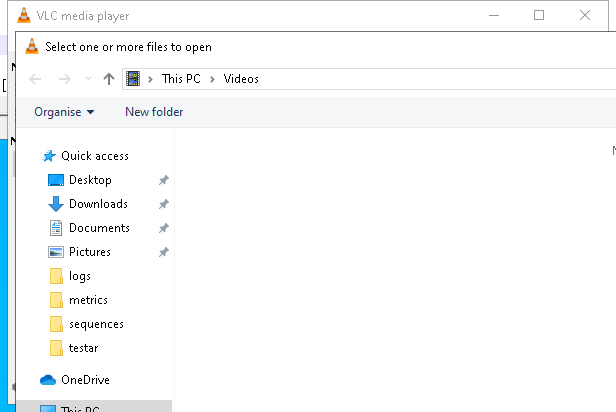 VLC media player
Select one or more files to open
This PC > Videos
Organise New folder
Quick access
Desktop
Downloads
Documents
Pictures
logs
metrics
sequences
testar
OneDrive
This PC